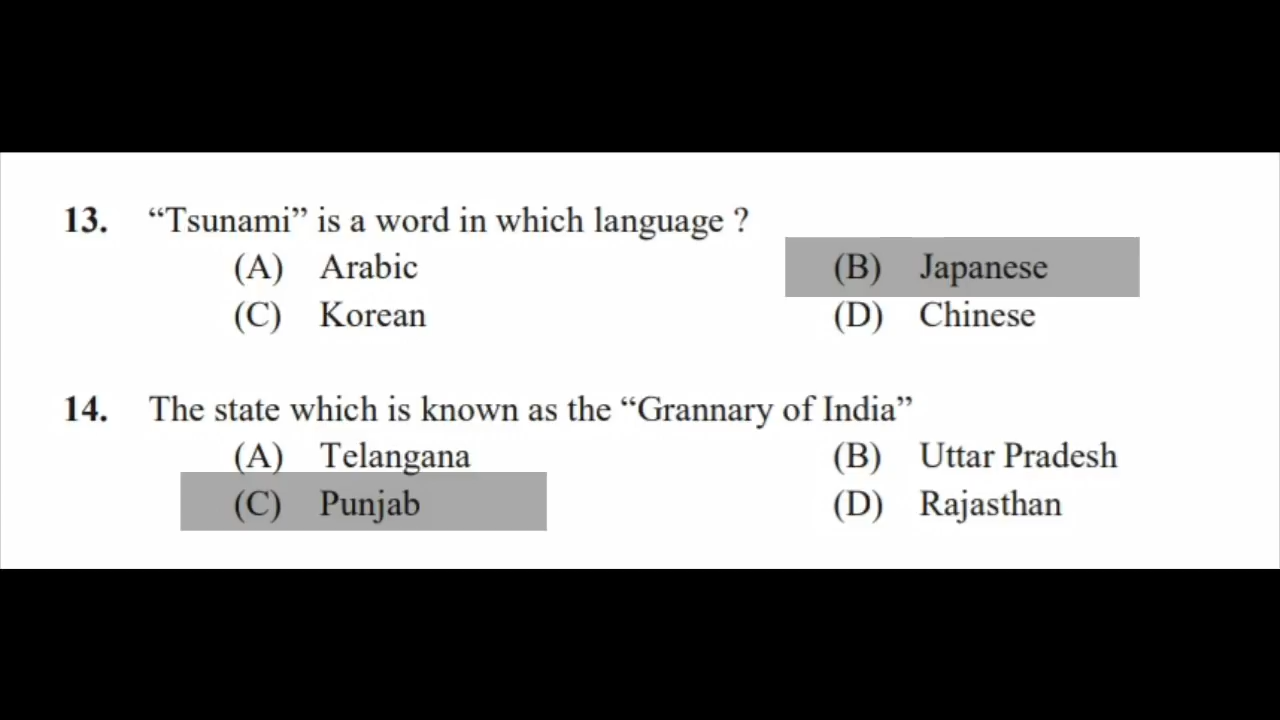 13. “Tsunami” is a word in which language ?
(A) Arabic (B) Japanese
(C) Korean (D) Chinese
14. The state which is known as the “Grannary of India”
(A) Telangana (B) Uttar Pradesh
(C) Punjab (D) Rajasthan